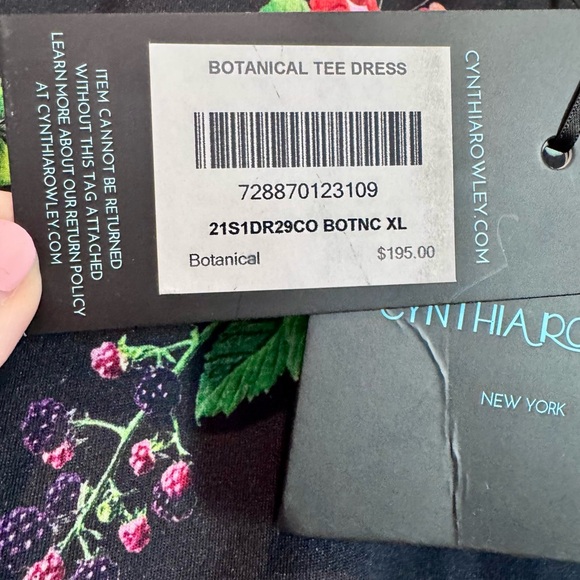 BOTANICAL TEE DRESS
728870123109
21S1DR29CO BOTNC XL
Botanical $195.00
ITEM CANNOT BE RETURNED
WITHOUT THIS TAG ATTACHED
LEARN MORE ABOUT OUR RETURN POLICY
AT CYNTHIAROWLEY.COM
CYNTHIAROWLEY.COM
CYNTHIA
NEW YORK